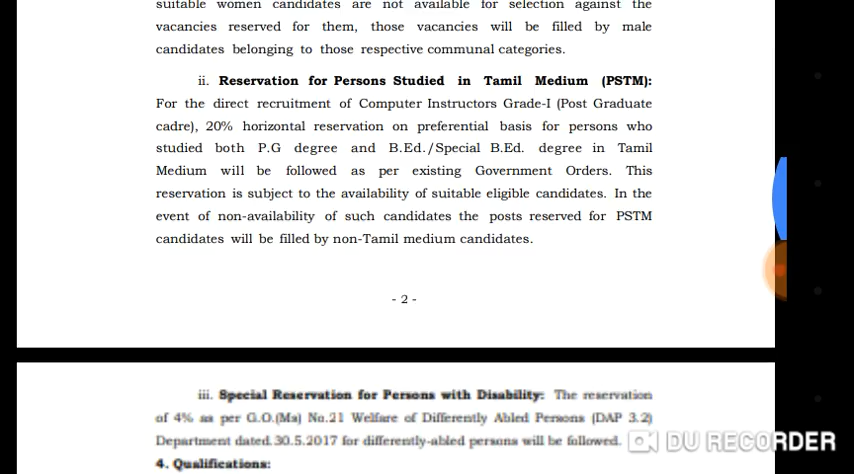 suitable women candidates are not available for selection against the
vacancies reserved for them, those vacancies will be filled by male
candidates belonging to those respective communal categories.
ii. Reservation for Persons Studied in Tamil Medium (PSTM):
For the direct recruitment of Computer Instructors Grade-I (Post Graduate
cadre), 20% horizontal reservation on preferential basis for persons who
studied both P.G degree and B.Ed./Special B.Ed. degree in Tamil
Medium will be followed as per existing Government Orders. This
reservation is subject to the availability of suitable eligible candidates. In the
event of non-availability of such candidates the posts reserved for PSTM
candidates will be filled by non-Tamil medium candidates.
- 2 -
iii. Special Reservation for Persons with Disability: The reservation
of 4% as per G.O.(Ms) No.21 Welfare of Differently Abled Persons (DAP 3.2)
Department dated.30.5.2017 for differently-abled persons will be followed.
DU RECORDER
4. Qualifications: